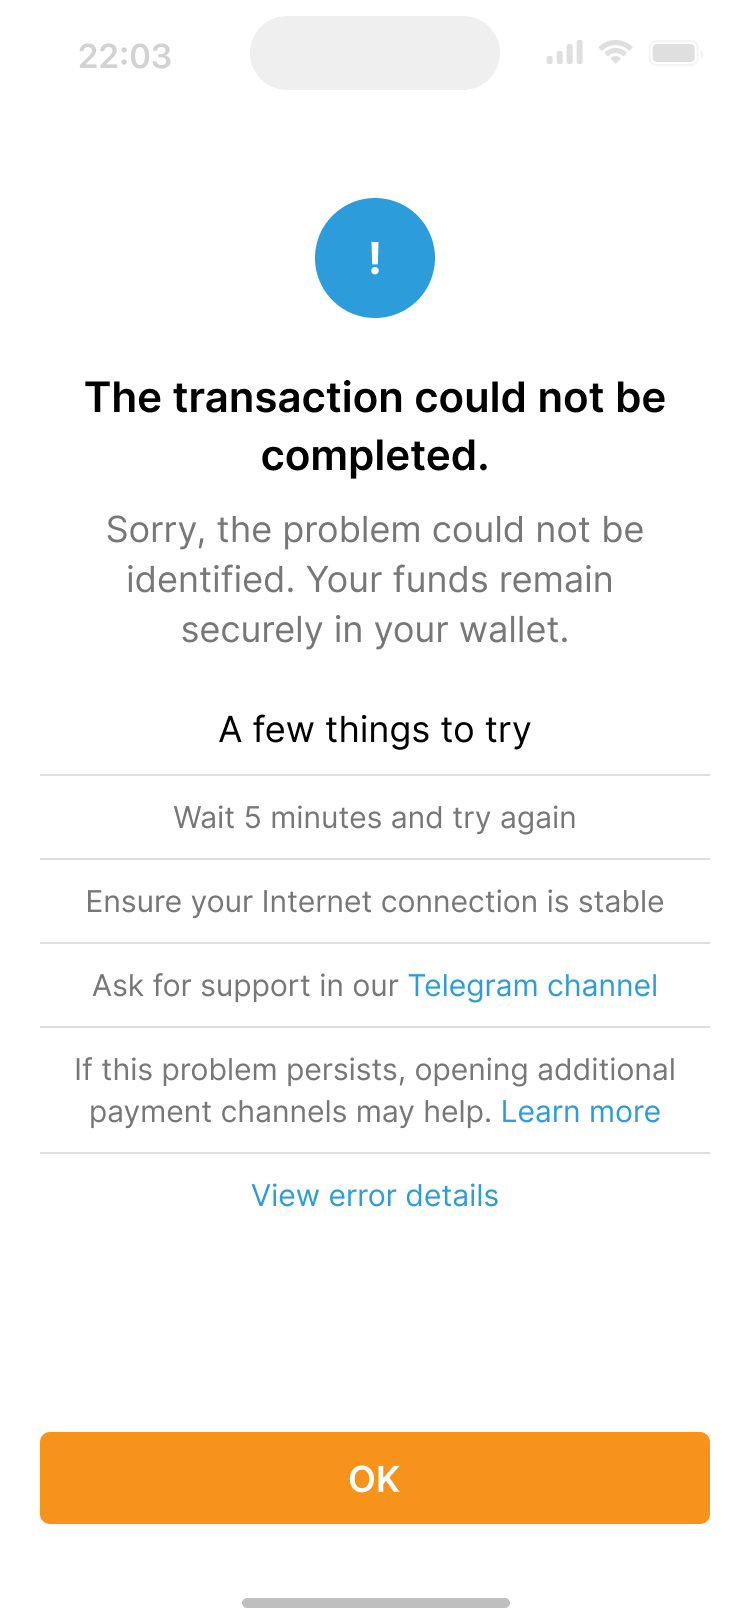 22:03
!
The transaction could not be
completed.
Sorry, the problem could not be
identified. Your funds remain
securely in your wallet.
A few things to try
Wait 5 minutes and try again
Ensure your Internet connection is stable
Ask for support in our Telegram channel
If this problem persists, opening additional
payment channels may help. Learn more
View error details
OK